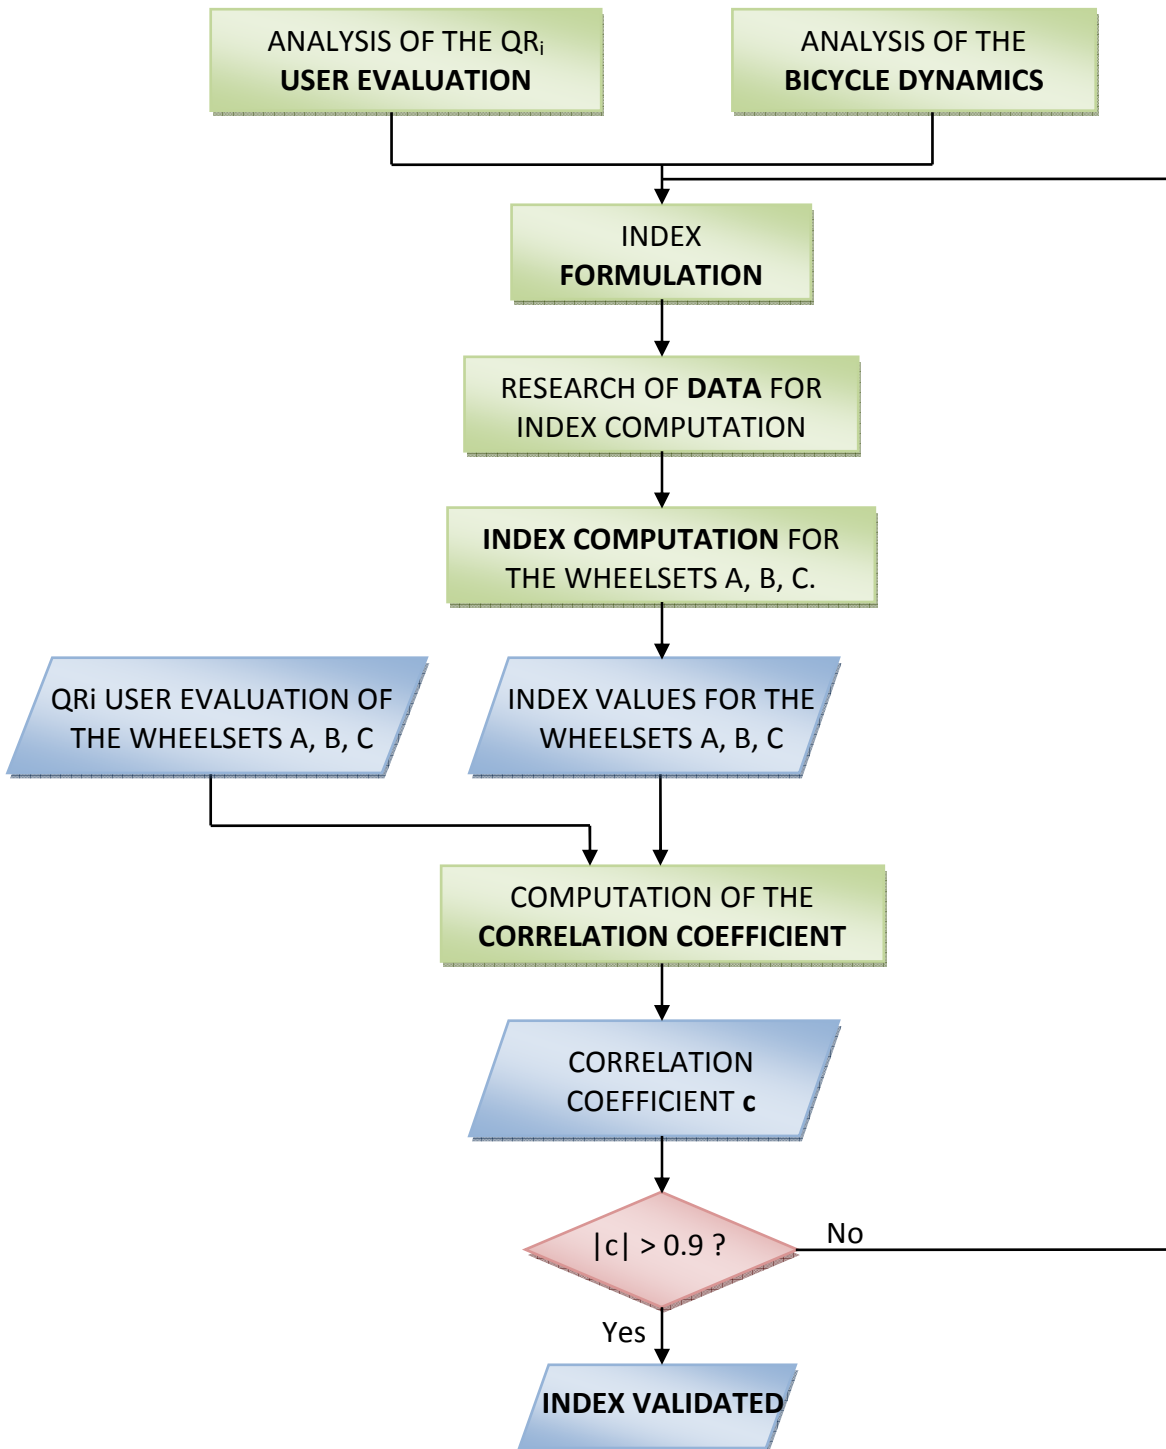 ANALYSIS OF THE QRi
USER EVALUATION
ANALYSIS OF THE
BICYCLE DYNAMICS
INDEX
FORMULATION
RESEARCH OF DATA FOR
INDEX COMPUTATION
INDEX COMPUTATION FOR
THE WHEELSETS A, B, C.
QRi USER EVALUATION OF
THE WHEELSETS A, B, C
INDEX VALUES FOR THE
WHEELSETS A, B, C
COMPUTATION OF THE
CORRELATION COEFFICIENT
CORRELATION
COEFFICIENT c
|c| > 0.9 ?
No
Yes
INDEX VALIDATED